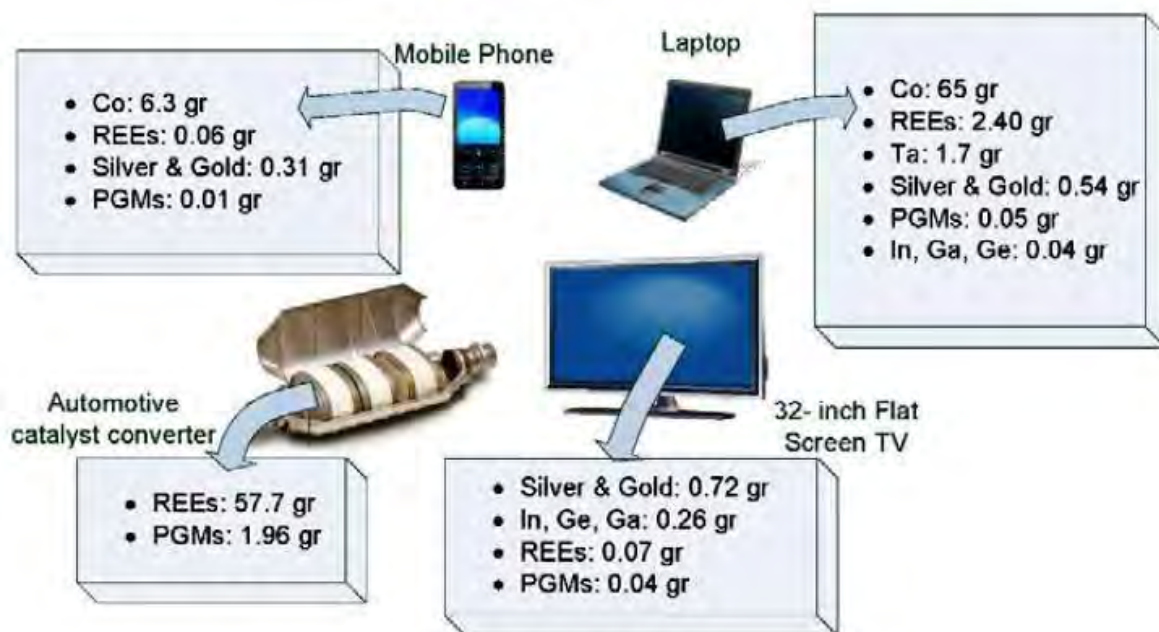 Mobile Phone
• Co: 6.3 gr
• REEs: 0.06 gr
• Silver & Gold: 0.31 gr
• PGMs: 0.01 gr
Laptop
• Co: 65 gr
• REEs: 2.40 gr
• Ta: 1.7 gr
• Silver & Gold: 0.54 gr
• PGMs: 0.05 gr
• In, Ga, Ge: 0.04 gr
Automotive
catalyst converter
• REEs: 57.7 gr
• PGMs: 1.96 gr
32- inch Flat
Screen TV
• Silver & Gold: 0.72 gr
• In, Ge, Ga: 0.26 gr
• REEs: 0.07 gr
• PGMs: 0.04 gr